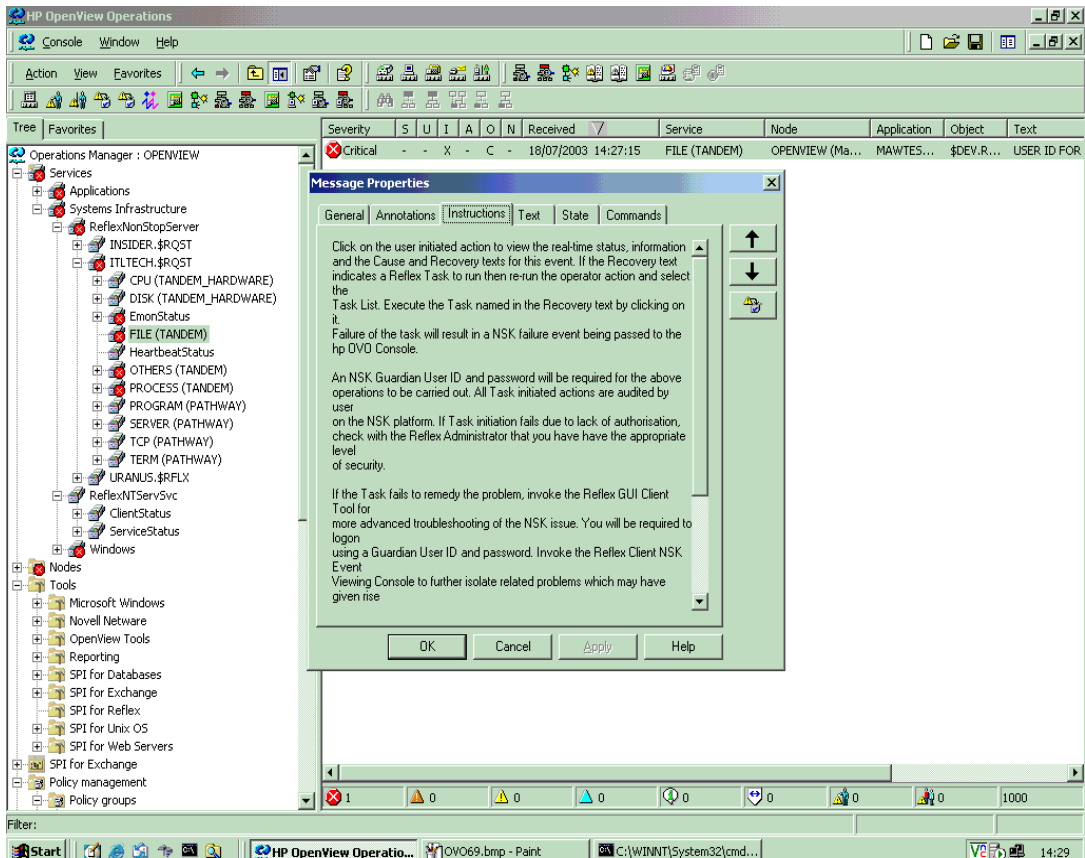 HP OpenView Operations
Console Window Help
Action View Favorites
Tree Favorites
Severity S U I A O N Received Service Node Application Object Text
Critical - - X - C - 18/07/2003 14:27:15 FILE (TANDEM) OPENVIEW (Ma... MAWTES... $DEV.R... USER ID FOR
Operations Manager : OPENVIEW
Services
Applications
Systems Infrastructure
ReflexNonStopServer
INSIDER.$RQST
ITLTECH.$RQST
CPU (TANDEM_HARDWARE)
DISK (TANDEM_HARDWARE)
EmonStatus
FILE (TANDEM)
HeartbeatStatus
OTHERS (TANDEM)
PROCESS (TANDEM)
PROGRAM (PATHWAY)
SERVER (PATHWAY)
TCP (PATHWAY)
TERM (PATHWAY)
URANUS.$RFLX
ReflexNTServSvc
ClientStatus
ServiceStatus
Windows
Nodes
Tools
Microsoft Windows
Novell Netware
OpenView Tools
Reporting
SPI for Databases
SPI for Exchange
SPI for Reflex
SPI for Unix OS
SPI for Web Servers
SPI for Exchange
Policy management
Policy groups
Message Properties
General Annotations Instructions Text State Commands
Click on the user initiated action to view the real-time status, information
and the Cause and Recovery texts for this event. If the Recovery text
indicates a Reflex Task to run then re-run the operator action and select
the
Task List. Execute the Task named in the Recovery text by clicking on
it.
Failure of the task will result in a NSK failure event being passed to the
hp OVO Console.
An NSK Guardian User ID and password will be required for the above
operations to be carried out. All Task initiated actions are audited by
user
on the NSK platform. If Task initiation fails due to lack of authorisation,
check with the Reflex Administrator that you have have the appropriate
level
of security.
If the Task fails to remedy the problem, invoke the Reflex GUI Client
Tool for
more advanced troubleshooting of the NSK issue. You will be required to
logon
using a Guardian User ID and password. Invoke the Reflex Client NSK
Event
Viewing Console to further isolate related problems which may have
given rise
OK Cancel Apply Help
1 0 0 0 0 0 0 0 1000
Filter:
Start HP OpenView Operatio... OVO69.bmp - Paint C:\WINNT\System32\cmd... 14:29